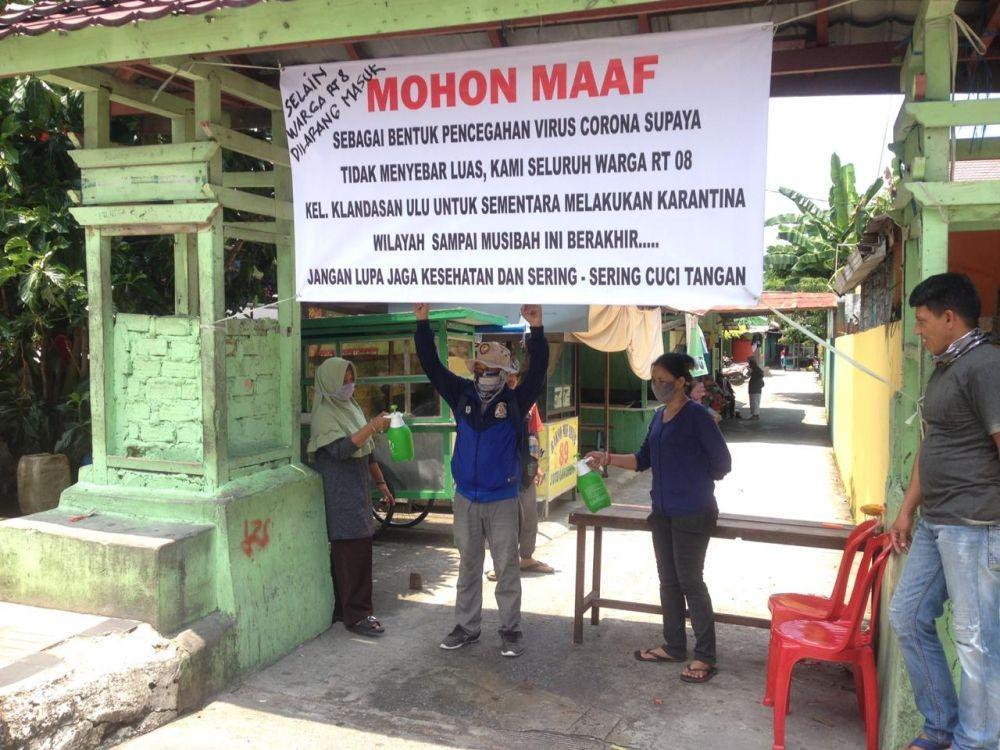 SELAIN
WARGA RT 8
DILARANG MASUK
MOHON MAAF
SEBAGAI BENTUK PENCEGAHAN VIRUS CORONA SUPAYA
TIDAK MENYEBAR LUAS, KAMI SELURUH WARGA RT 08
KEL. KLANDASAN ULU UNTUK SEMENTARA MELAKUKAN KARANTINA
WILAYAH SAMPAI MUSIBAH INI BERAKHIR.....
JANGAN LUPA JAGA KESEHATAN DAN SERING - SERING CUCI TANGAN
89